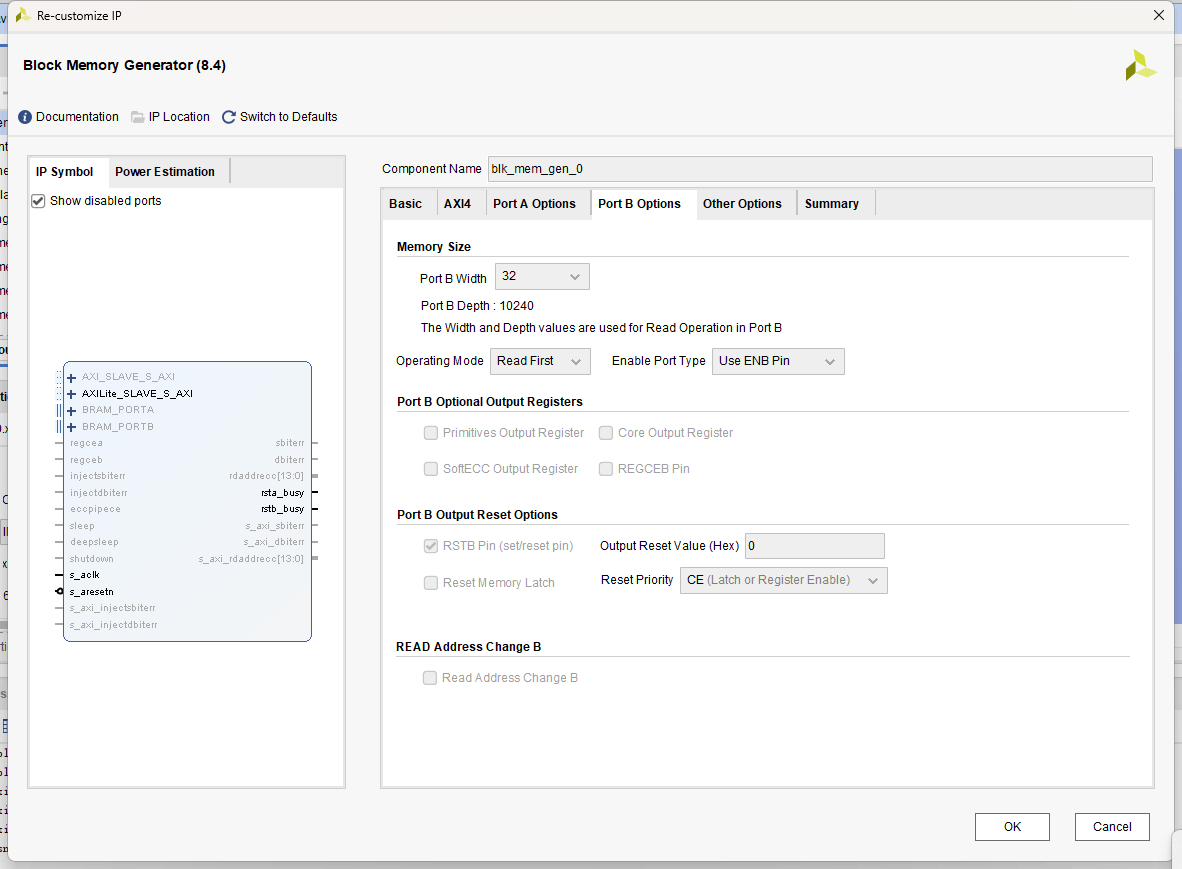 Re-customize IP
Block Memory Generator (8.4)
Documentation IP Location Switch to Defaults
IP Symbol Power Estimation
Show disabled ports
AXI_SLAVE_S_AXI
AXILite_SLAVE_S_AXI
BRAM_PORTA
BRAM_PORTB
regcea sbiterr
regceb dbiterr
injectsbiterr rdaddrecc[13:0]
injectdbiterr rsta_busy
eccpipece rstb_busy
sleep s_axi_sbiterr
deepsleep s_axi_dbiterr
shutdown s_axi_rdaddrecc[13:0]
s_aclk
s_aresetn
s_axi_injectsbiterr
s_axi_injectdbiterr
Component Name blk_mem_gen_0
Basic AXI4 Port A Options Port B Options Other Options Summary
Memory Size
Port B Width 32
Port B Depth : 10240
The Width and Depth values are used for Read Operation in Port B
Operating Mode Read First Enable Port Type Use ENB Pin
Port B Optional Output Registers
Primitives Output Register Core Output Register
SoftECC Output Register REGCEB Pin
Port B Output Reset Options
RSTB Pin (set/reset pin) Output Reset Value (Hex) 0
Reset Memory Latch Reset Priority CE (Latch or Register Enable)
READ Address Change B
Read Address Change B
OK Cancel